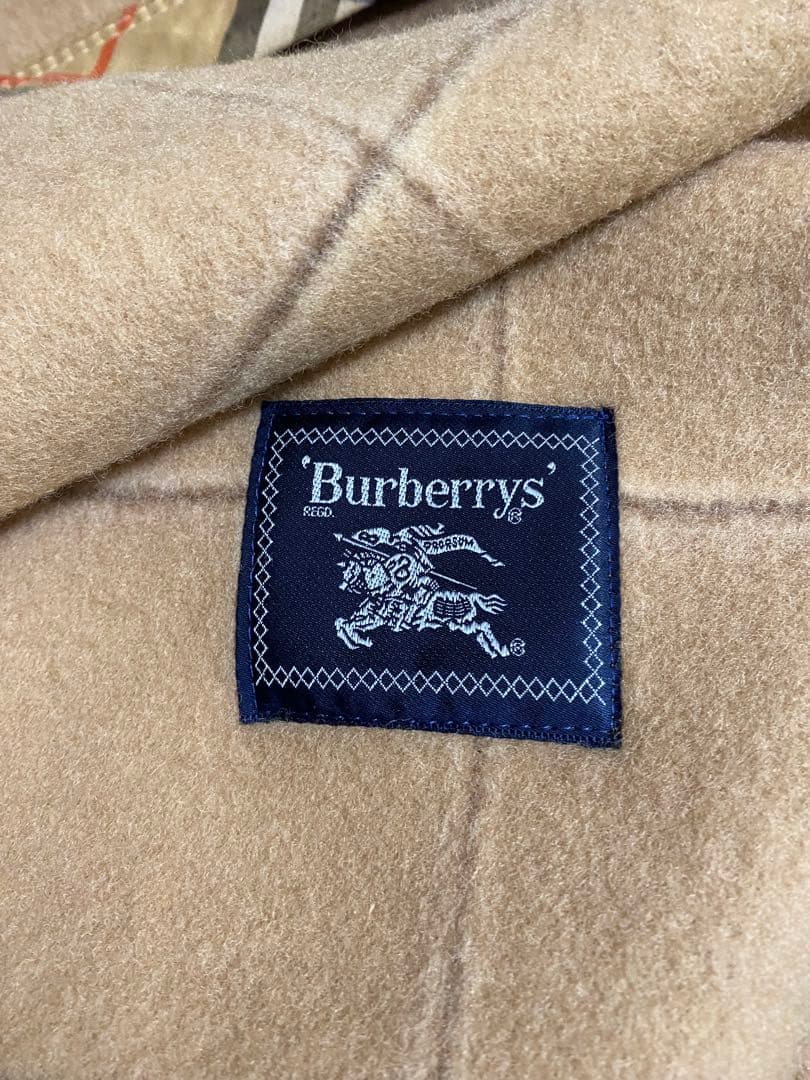 'Burberrys'
REGD. ®
PRORSUM
®